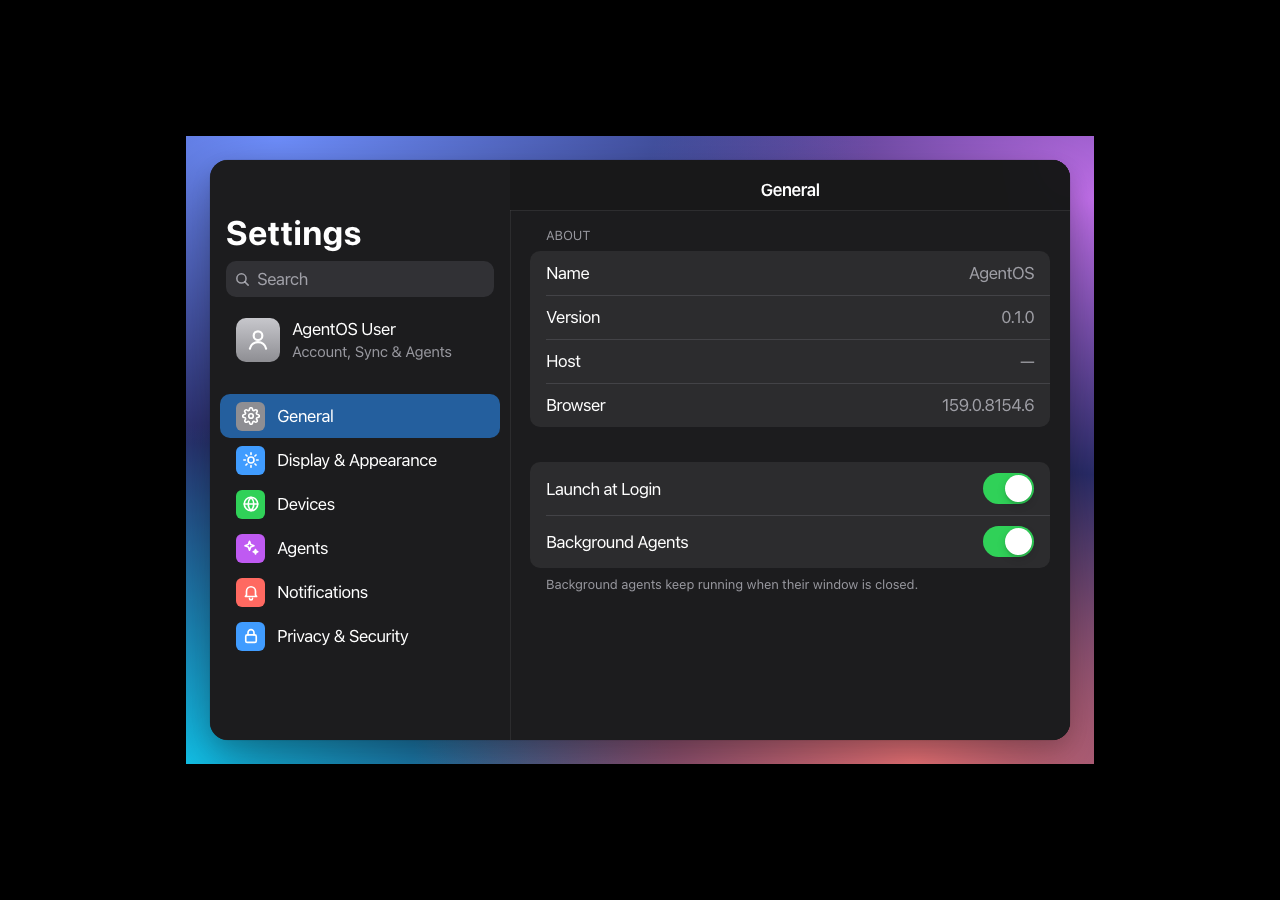 Settings
Search
AgentOS User
Account, Sync & Agents
General
Display & Appearance
Devices
Agents
Notifications
Privacy & Security
General
ABOUT
Name AgentOS
Version 0.1.0
Host —
Browser 159.0.8154.6
Launch at Login
Background Agents
Background agents keep running when their window is closed.